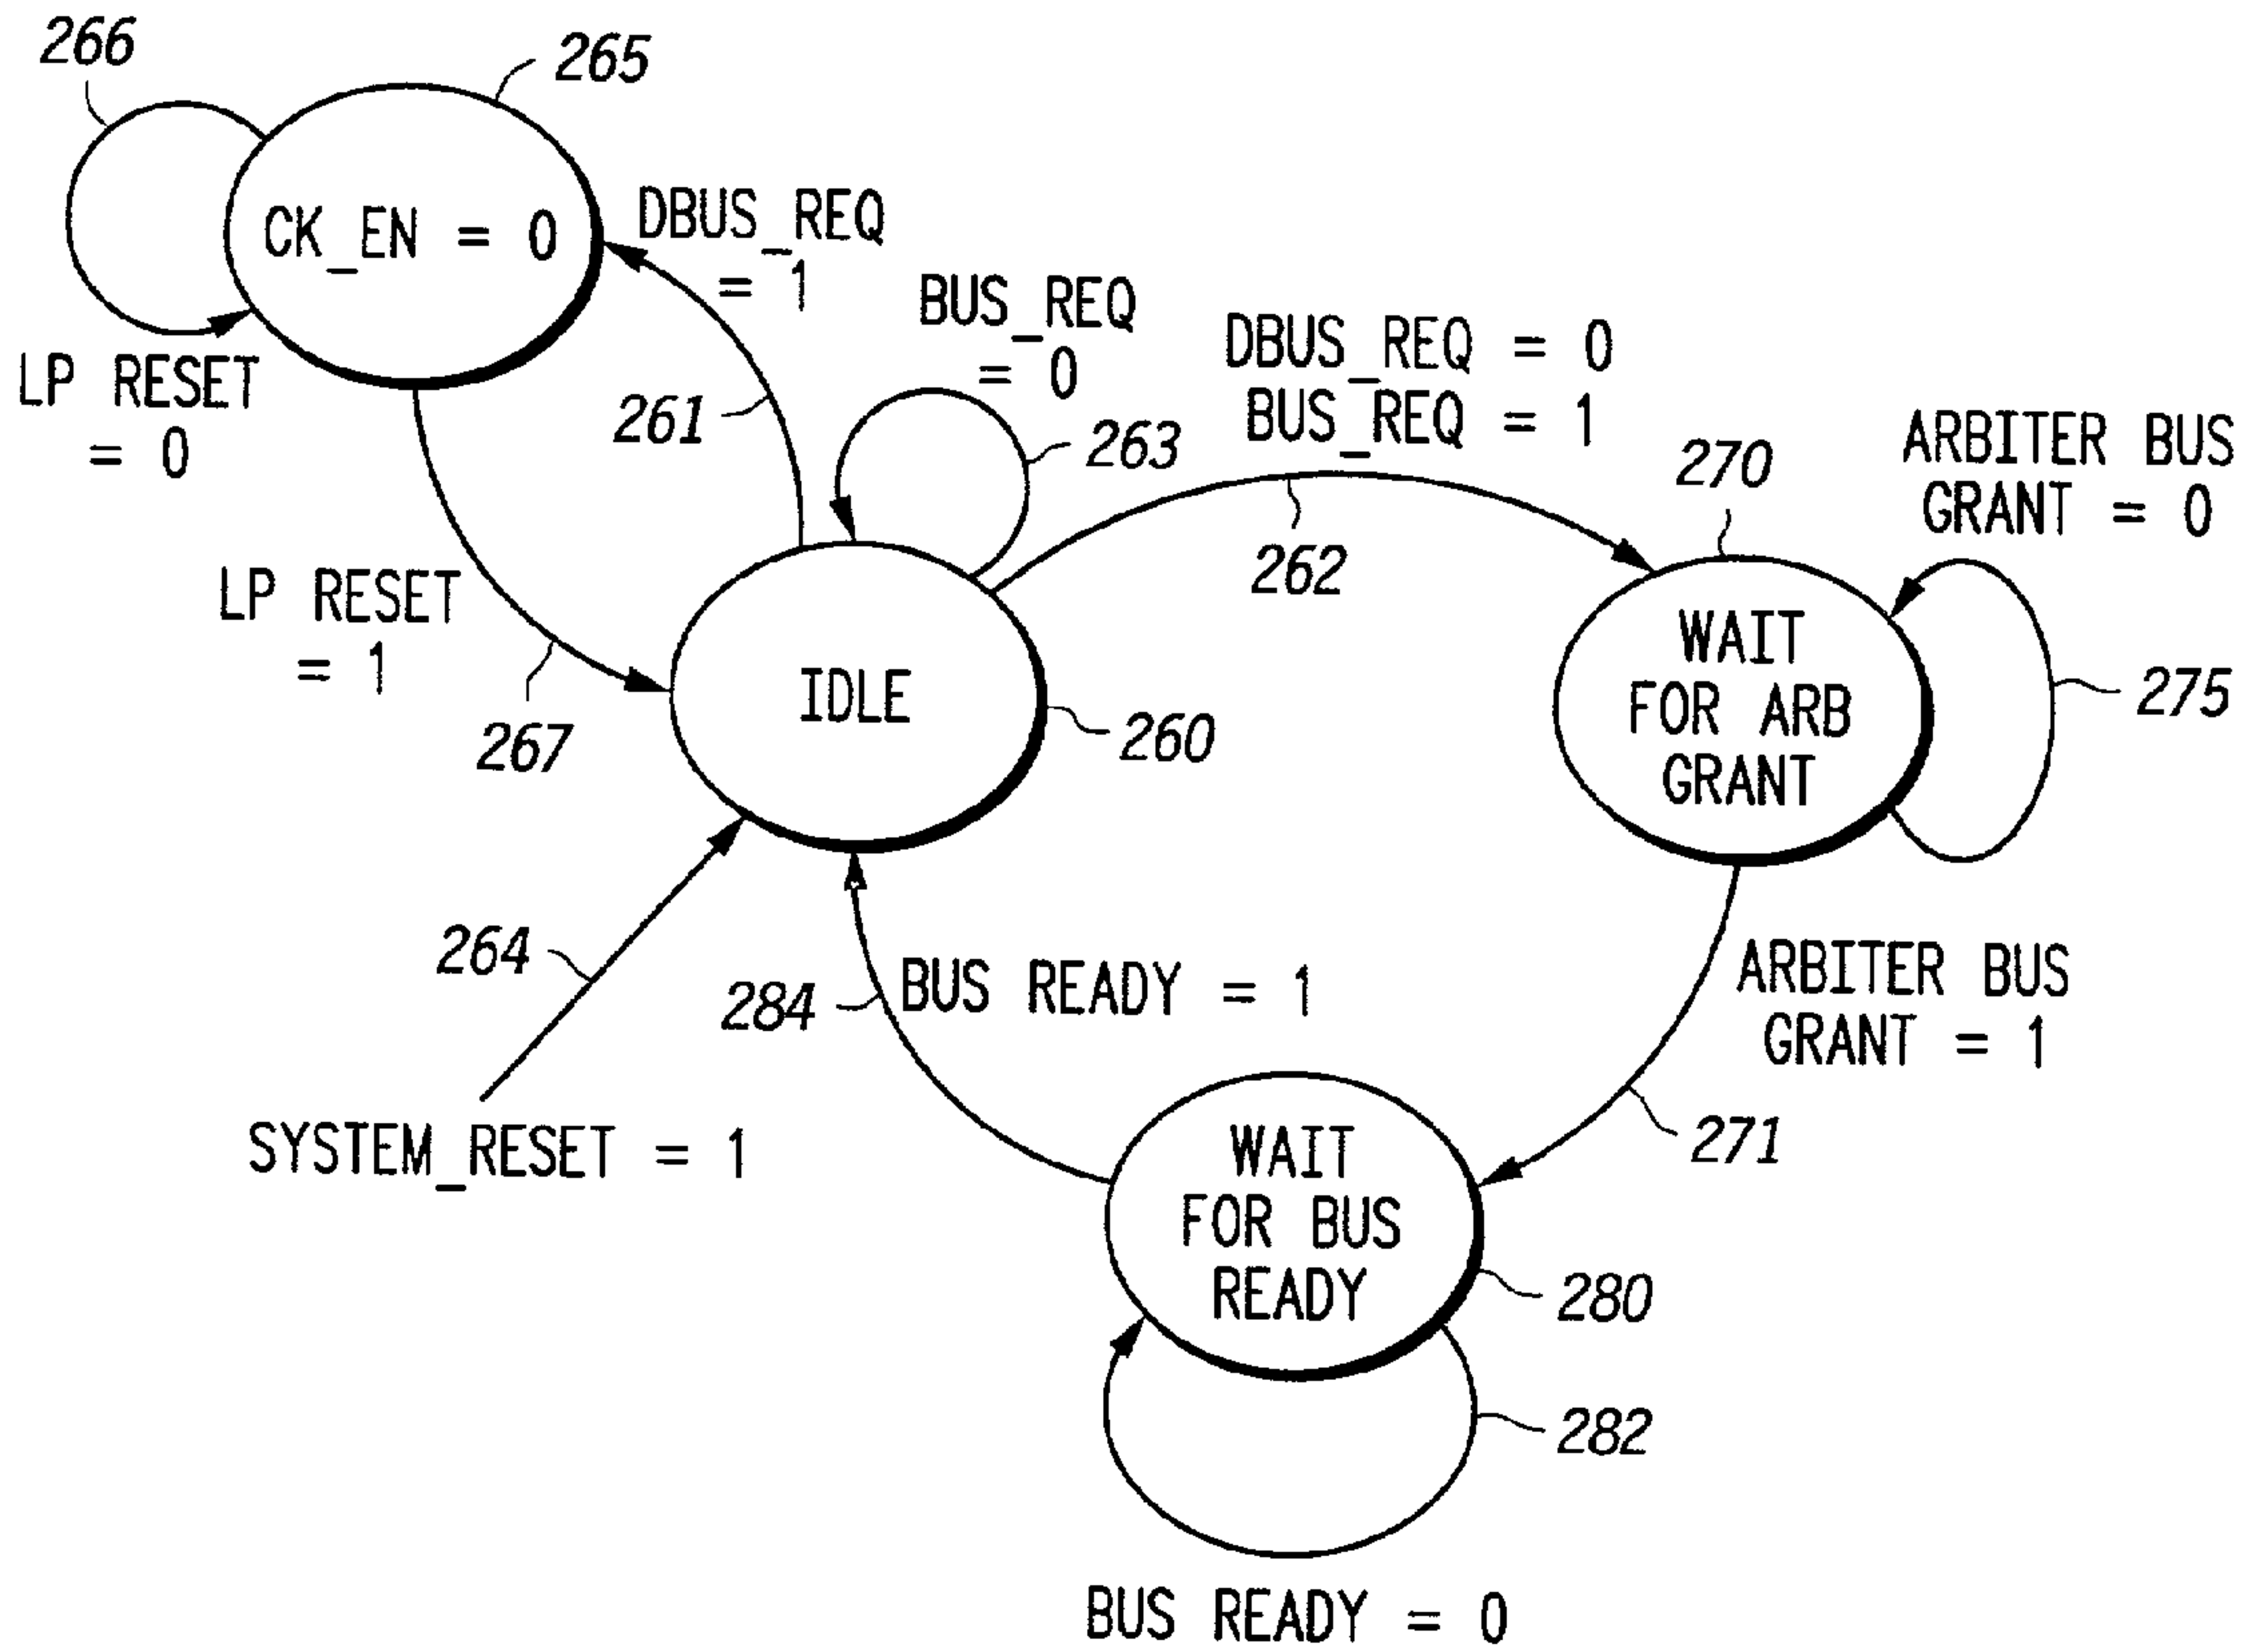 266
265
CK_EN = 0
DBUS_REQ
= 1
LP RESET
= 0
261
BUS_REQ
= 0
263
DBUS_REQ = 0
BUS_REQ = 1
262
270
ARBITER BUS
GRANT = 0
LP RESET
= 1
267
IDLE
260
WAIT
FOR ARB
GRANT
275
264
SYSTEM_RESET = 1
284
BUS READY = 1
ARBITER BUS
GRANT = 1
271
WAIT
FOR BUS
READY
280
282
BUS READY = 0